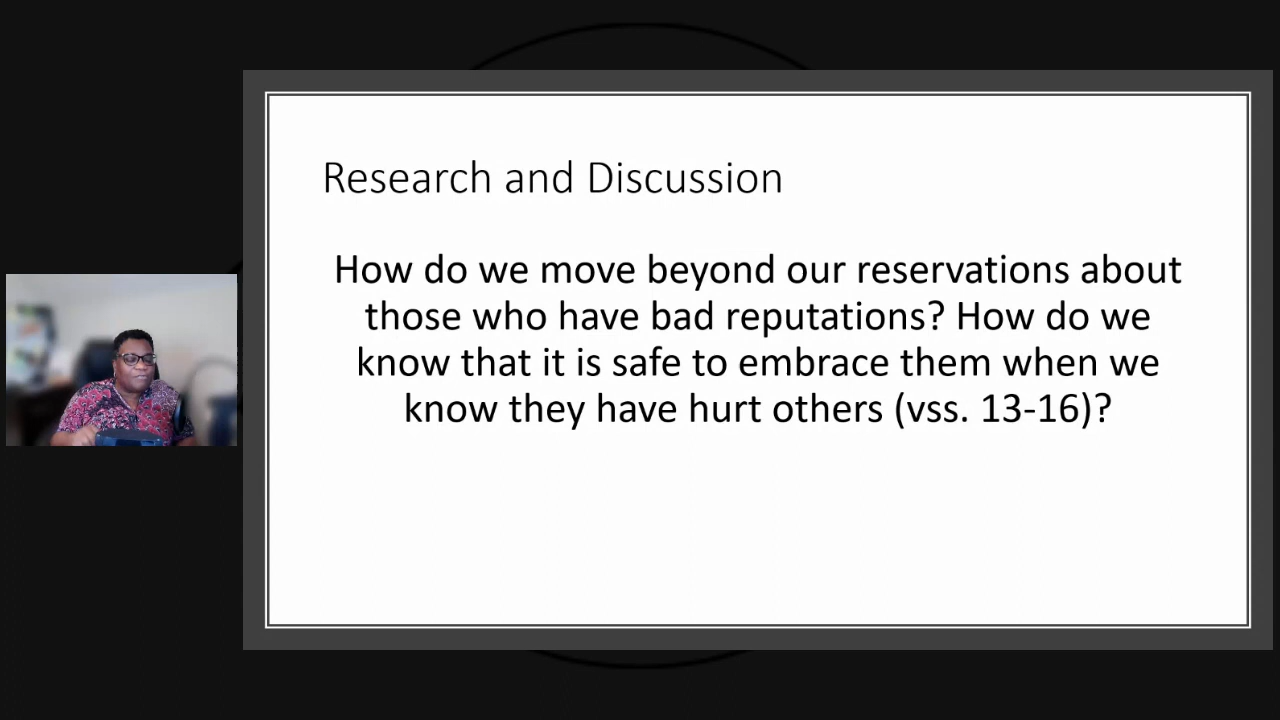 Research and Discussion
How do we move beyond our reservations about
those who have bad reputations? How do we
know that it is safe to embrace them when we
know they have hurt others (vss. 13-16)?